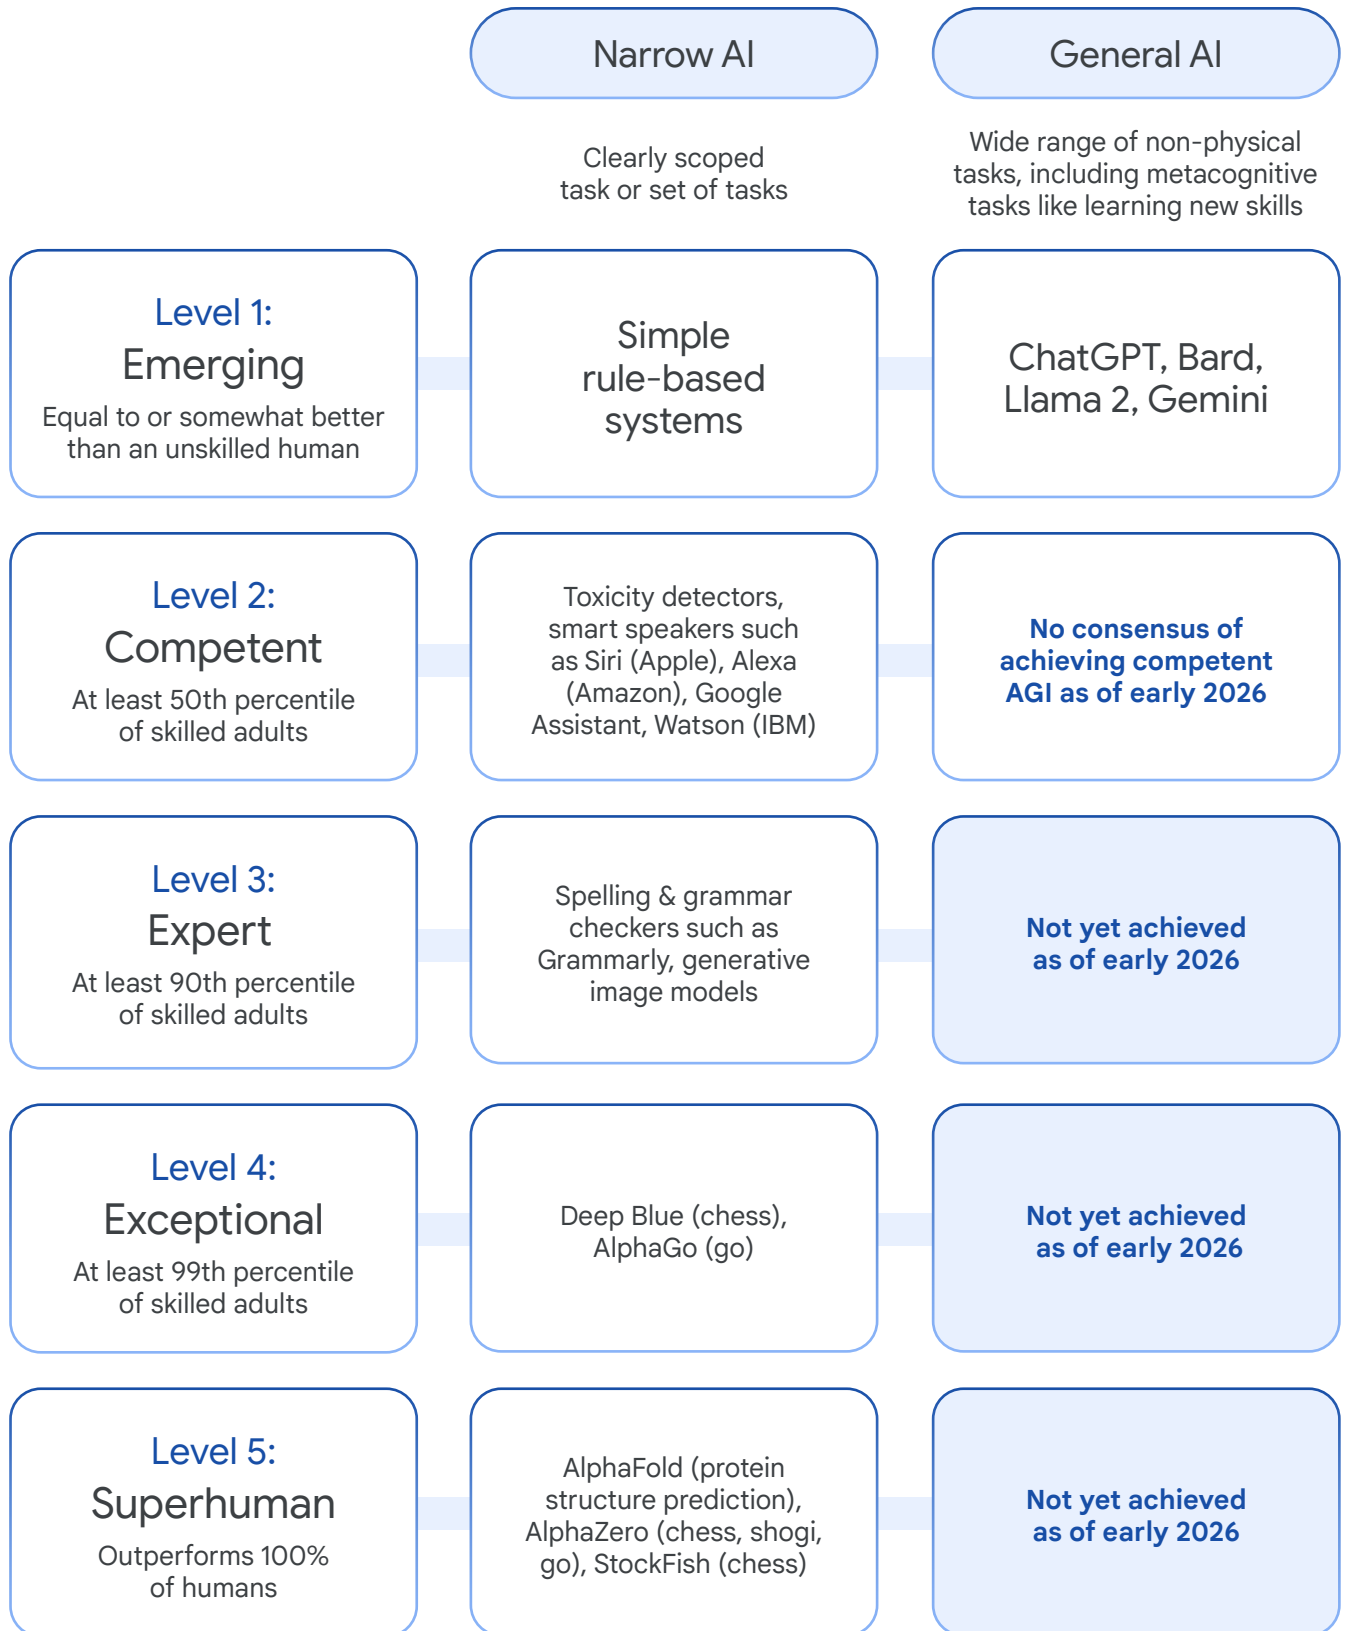 Narrow AI
General AI
Clearly scoped
task or set of tasks
Wide range of non-physical
tasks, including metacognitive
tasks like learning new skills
Level 1:
Emerging
Equal to or somewhat better
than an unskilled human
Simple
rule-based
systems
ChatGPT, Bard,
Llama 2, Gemini
Level 2:
Competent
At least 50th percentile
of skilled adults
Toxicity detectors,
smart speakers such
as Siri (Apple), Alexa
(Amazon), Google
Assistant, Watson (IBM)
No consensus of
achieving competent
AGI as of early 2026
Level 3:
Expert
At least 90th percentile
of skilled adults
Spelling & grammar
checkers such as
Grammarly, generative
image models
Not yet achieved
as of early 2026
Level 4:
Exceptional
At least 99th percentile
of skilled adults
Deep Blue (chess),
AlphaGo (go)
Not yet achieved
as of early 2026
Level 5:
Superhuman
Outperforms 100%
of humans
AlphaFold (protein
structure prediction),
AlphaZero (chess, shogi,
go), StockFish (chess)
Not yet achieved
as of early 2026